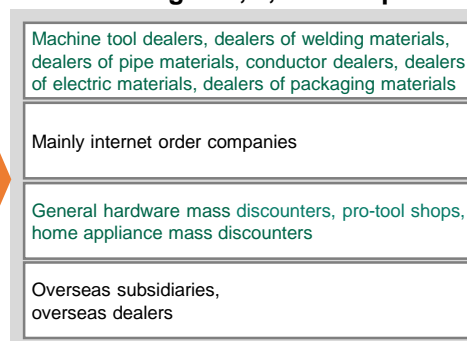 Machine tool dealers, dealers of welding materials,
dealers of pipe materials, conductor dealers, dealers
of electric materials, dealers of packaging materials
Mainly internet order companies
General hardware mass discounters, pro-tool shops,
home appliance mass discounters
Overseas subsidiaries,
overseas dealers